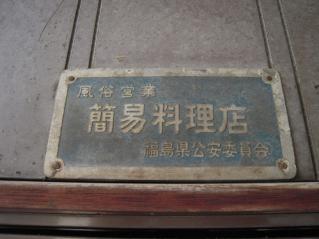 風俗営業
簡易料理店
福島県公安委員会